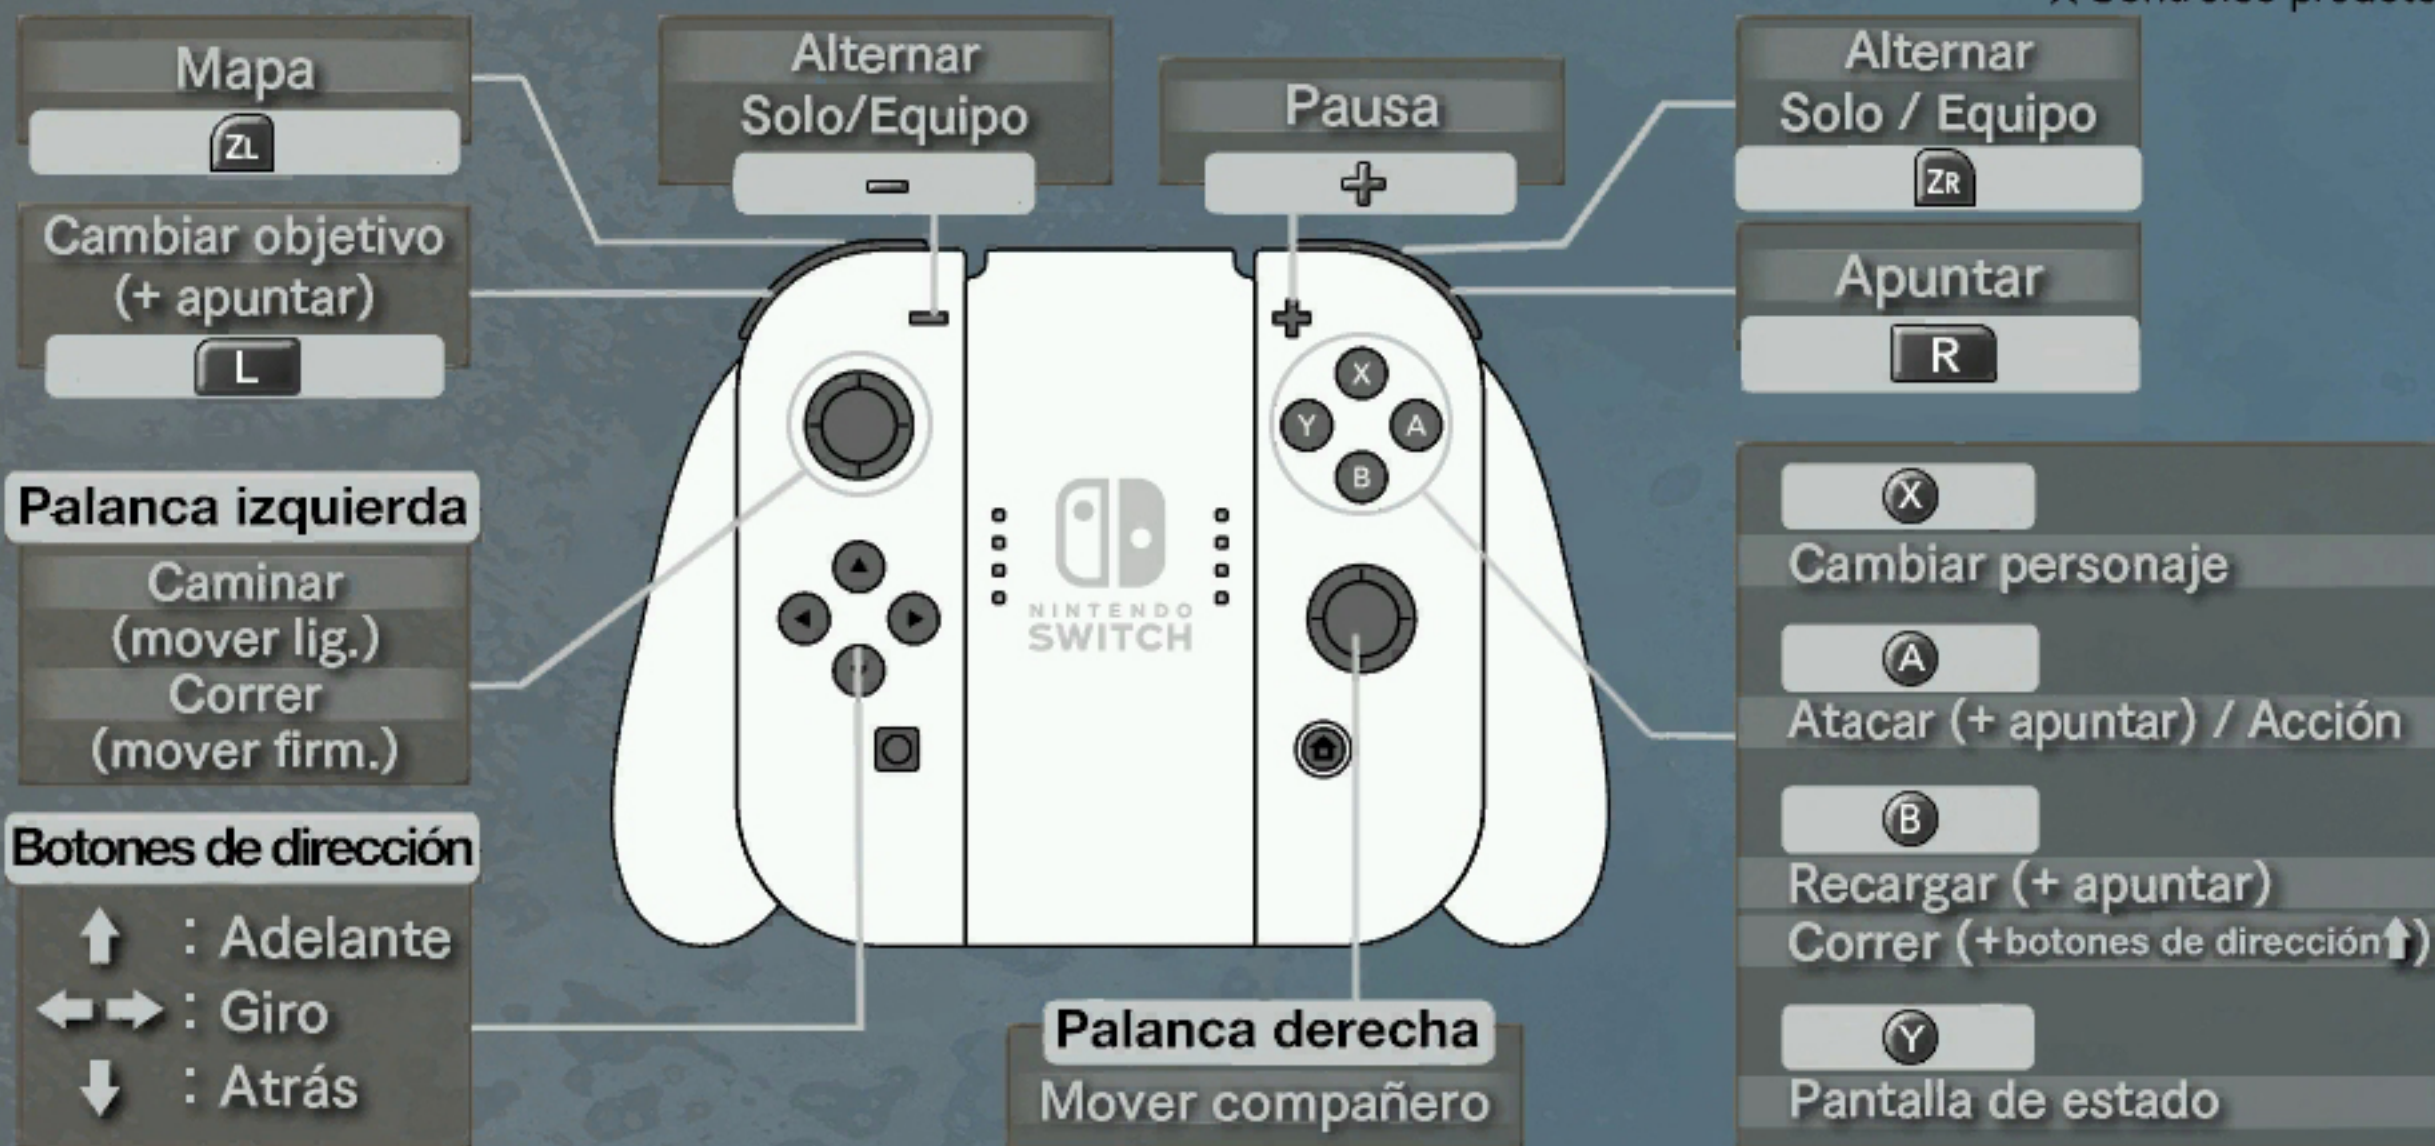 Mapa
ZL
Cambiar objetivo
(+ apuntar)
L
Palanca izquierda
Caminar
(mover lig.)
Correr
(mover firm.)
Botones de dirección
: Adelante
: Giro
: Atrás
Alternar
Solo/Equipo
Pausa
X
Y
A
B
NINTENDO
SWITCH
Palanca derecha
Mover compañero
Alternar
Solo / Equipo
ZR
Apuntar
R
X
Cambiar personaje
A
Atacar (+ apuntar) / Acción
B
Recargar (+ apuntar)
Correr (+botones de dirección⬆)
Y
Pantalla de estado